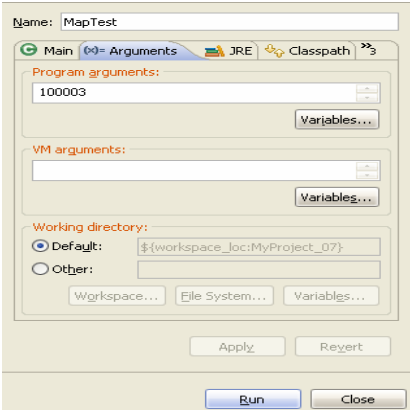 Name: MapTest
Main (x)= Arguments JRE Classpath »3
Program arguments:
100003
Variables...
VM arguments:
Variables...
Working directory:
Default: ${workspace_loc:MyProject_07}
Other:
Workspace... File System... Variables...
Apply Revert
Run Close